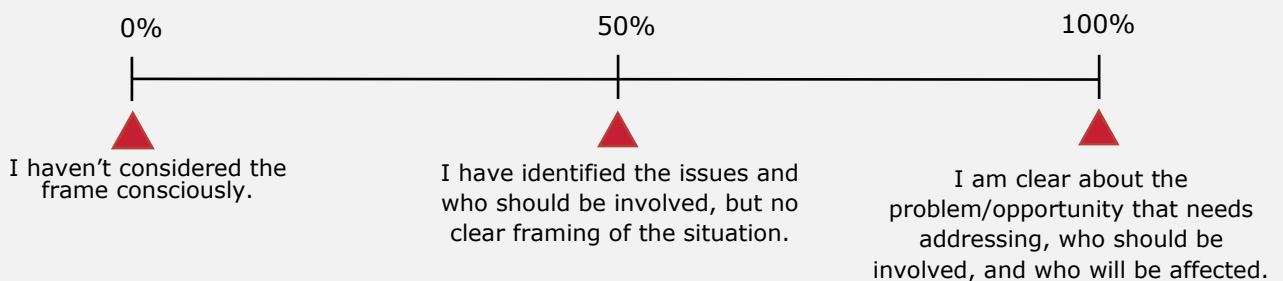 0%
50%
100%
I haven’t considered the
frame consciously.
I have identified the issues and
who should be involved, but no
clear framing of the situation.
I am clear about the
problem/opportunity that needs
addressing, who should be
involved, and who will be affected.